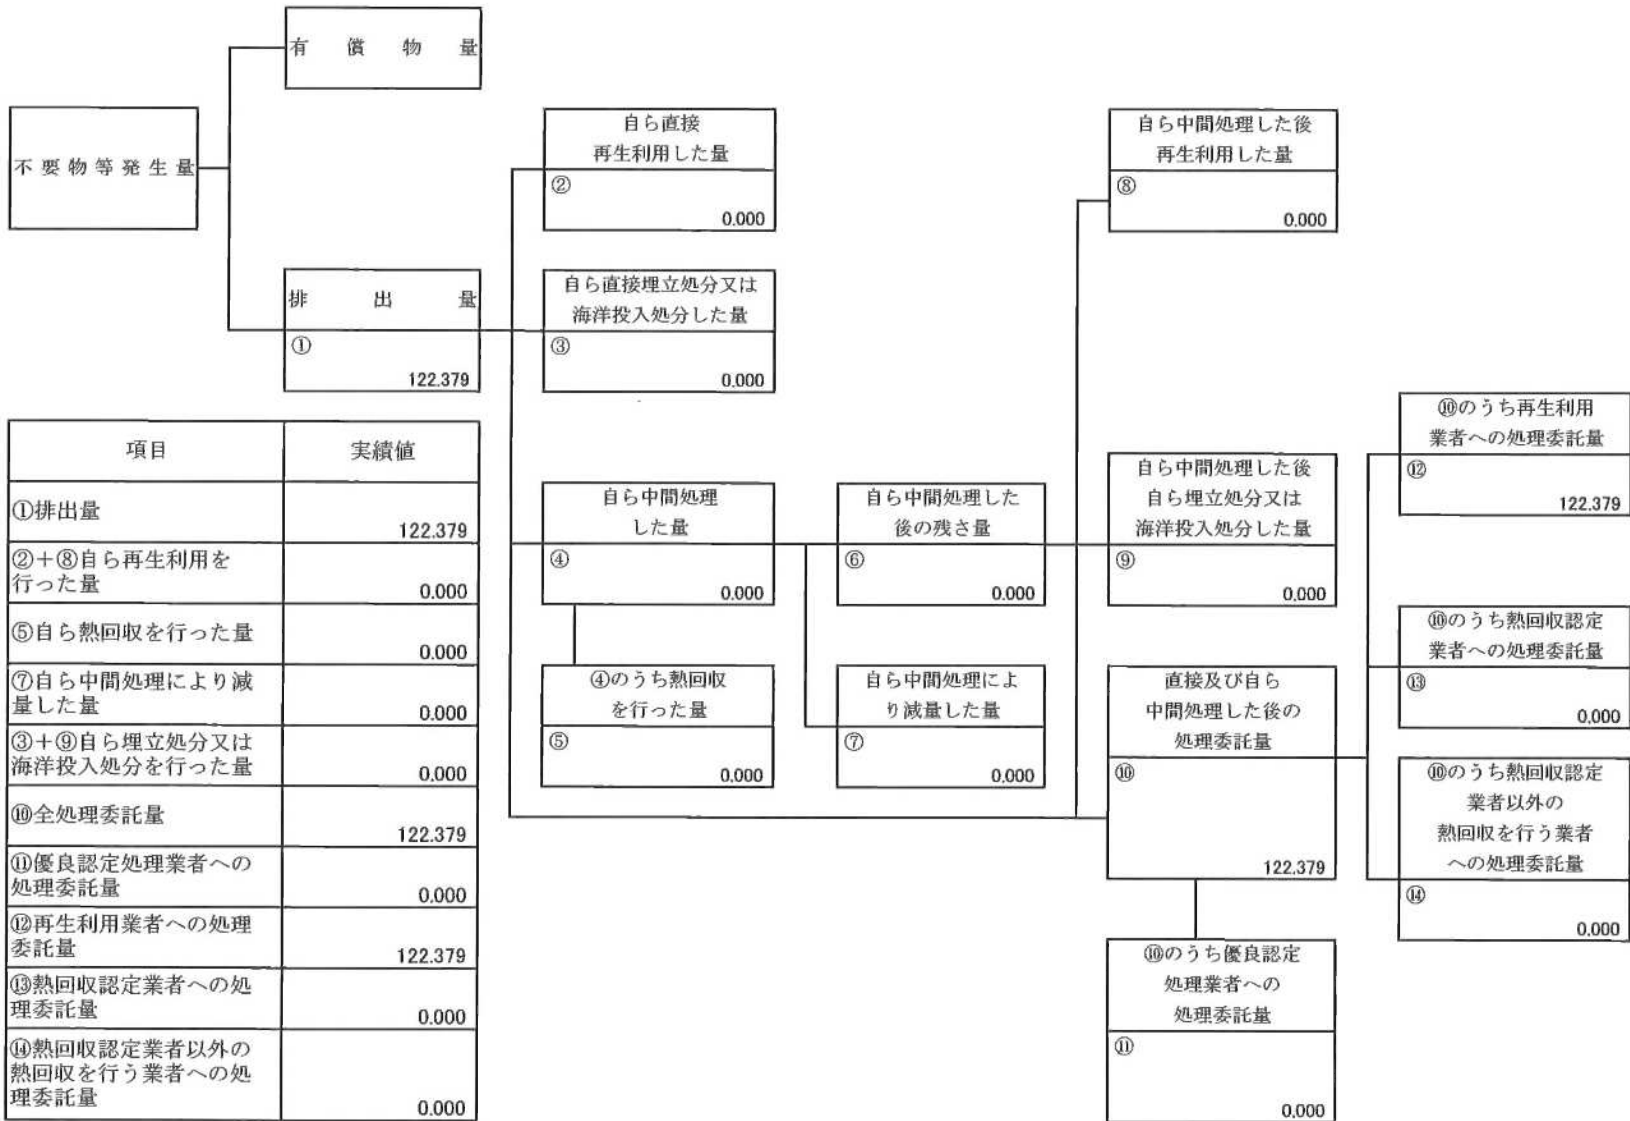 有償物量
不要物等発生量
排出量
①
122.379
自ら直接
再生利用した量
②
0.000
自ら直接埋立処分又は
海洋投入処分した量
③
0.000
自ら中間処理
した量
④
0.000
④のうち熱回収
を行った量
⑤
0.000
自ら中間処理した
後の残さ量
⑥
0.000
自ら中間処理によ
り減量した量
⑦
0.000
自ら中間処理した後
再生利用した量
⑧
0.000
自ら中間処理した後
自ら埋立処分又は
海洋投入処分した量
⑨
0.000
直接及び自ら
中間処理した後の
処理委託量
⑩
122.379
⑩のうち優良認定
処理業者への
処理委託量
⑪
0.000
⑩のうち再生利用
業者への処理委託量
⑫
122.379
⑩のうち熱回収認定
業者への処理委託量
⑬
0.000
⑩のうち熱回収認定
業者以外の
熱回収を行う業者
への処理委託量
⑭
0.000
項目 実績値
①排出量
122.379
②+⑧自ら再生利用を
行った量
0.000
⑤自ら熱回収を行った量
0.000
⑦自ら中間処理により減
量した量
0.000
③+⑨自ら埋立処分又は
海洋投入処分を行った量
0.000
⑩全処理委託量
122.379
⑪優良認定処理業者への
処理委託量
0.000
⑫再生利用業者への処理
委託量
122.379
⑬熱回収認定業者への処
理委託量
0.000
⑭熱回収認定業者以外の
熱回収を行う業者への処
理委託量
0.000